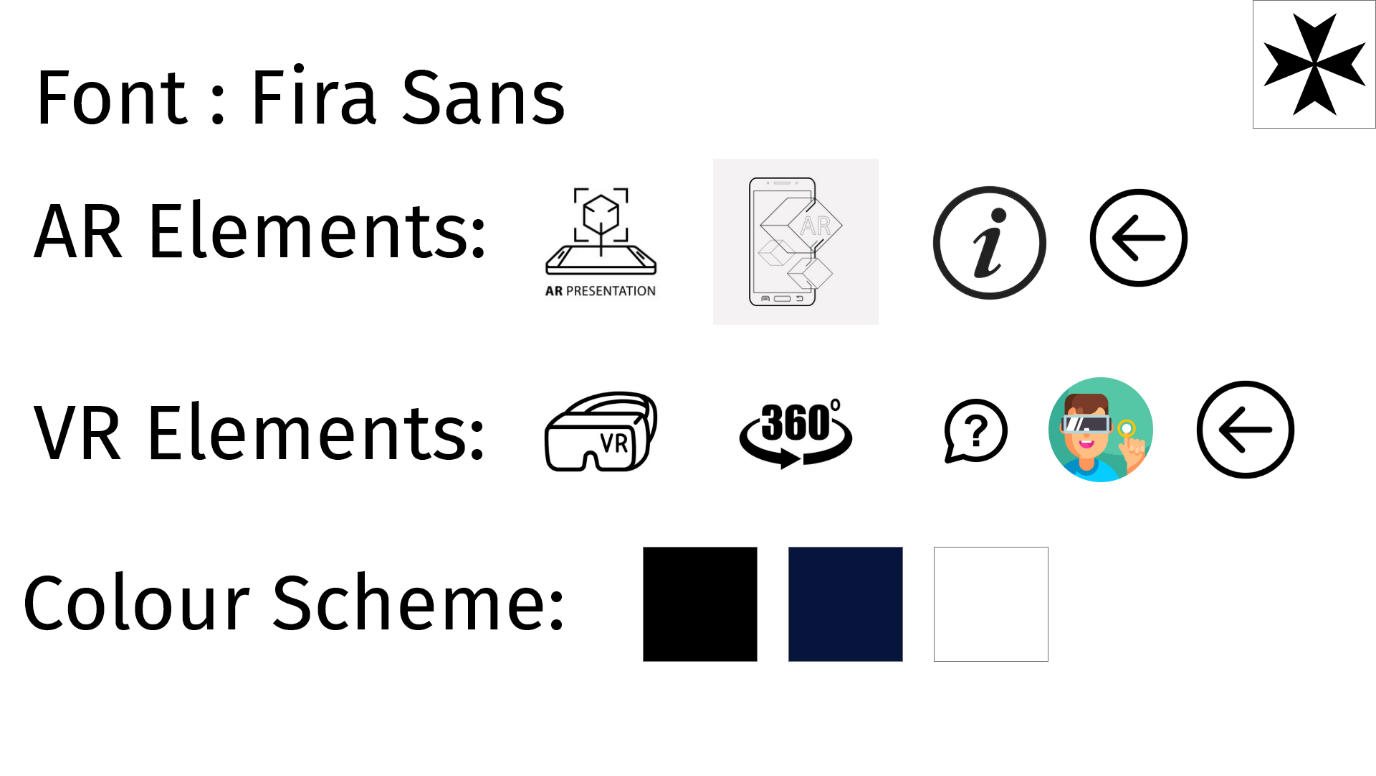 Font : Fira Sans
AR Elements:
AR PRESENTATION
AR
i
VR Elements:
VR
360°
?
Colour Scheme: